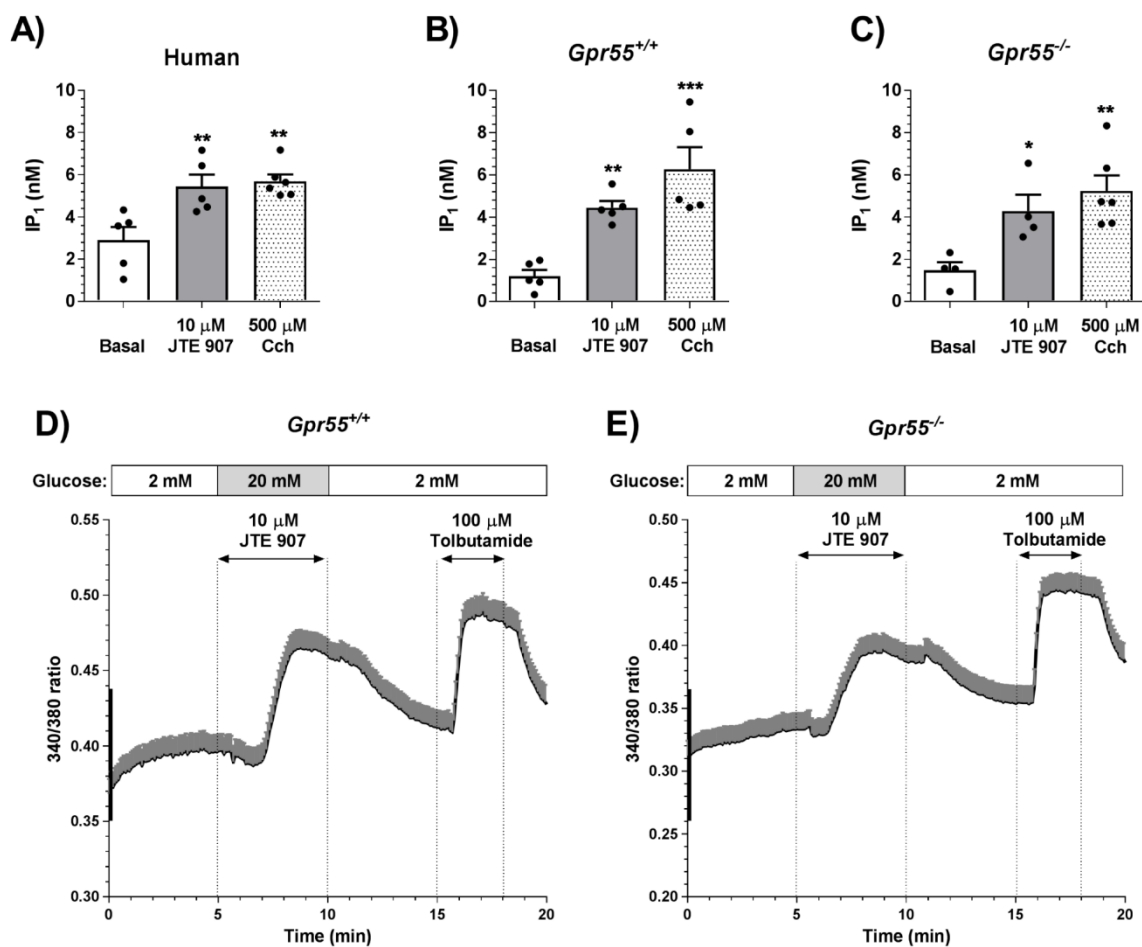 A)
Human
IP₁ (nM)
10
8
6
4
2
0
**
**
Basal
10 μM
JTE 907
500 μM
Cch
B)
Gpr55+/+
IP₁ (nM)
10
8
6
4
2
0
**
***
Basal
10 μM
JTE 907
500 μM
Cch
C)
Gpr55-/-
IP₁ (nM)
10
8
6
4
2
0
*
**
Basal
10 μM
JTE 907
500 μM
Cch
D)
Gpr55+/+
Glucose: 2 mM 20 mM 2 mM
10 μM
JTE 907
100 μM
Tolbutamide
340/380 ratio
0.55
0.50
0.45
0.40
0.35
0.30
0 5 10 15 20
Time (min)
E)
Gpr55-/-
Glucose: 2 mM 20 mM 2 mM
10 μM
JTE 907
100 μM
Tolbutamide
340/380 ratio
0.50
0.45
0.40
0.35
0.30
0.25
0.20
0 5 10 15 20
Time (min)